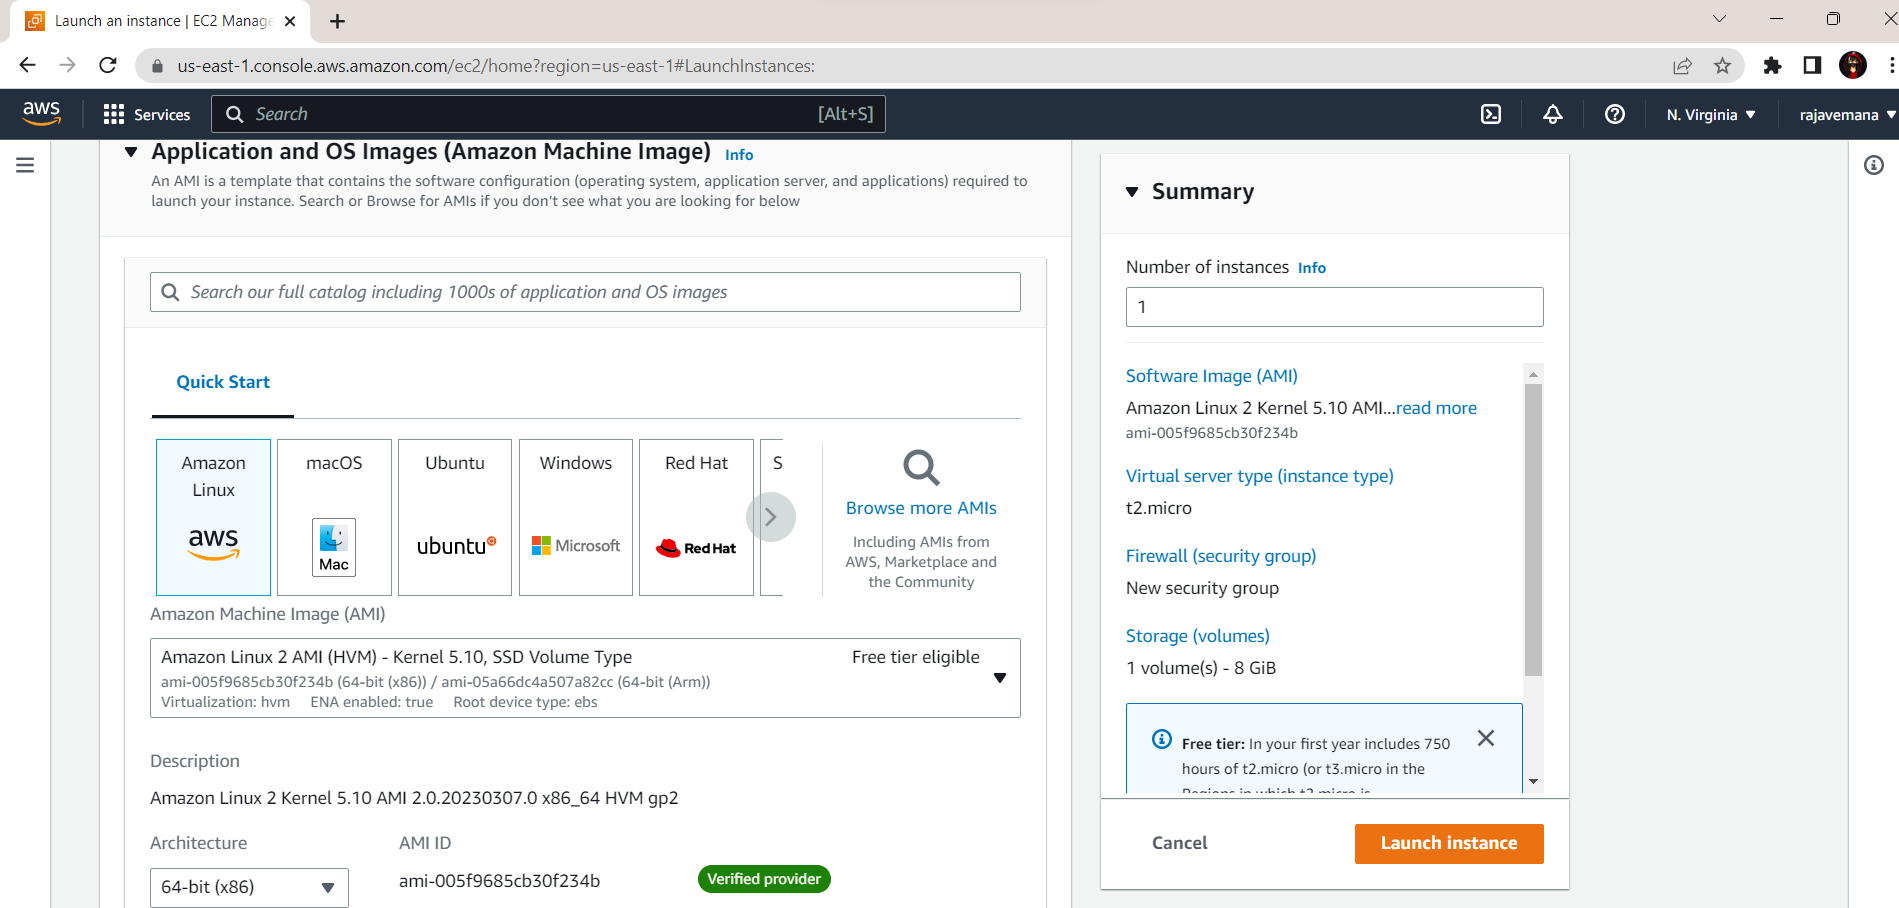 Launch an instance | EC2 Manage
us-east-1.console.aws.amazon.com/ec2/home?region=us-east-1#LaunchInstances:
aws
Services
Search
[Alt+S]
N. Virginia
rajavemana
Application and OS Images (Amazon Machine Image) Info
An AMI is a template that contains the software configuration (operating system, application server, and applications) required to
launch your instance. Search or Browse for AMIs if you don't see what you are looking for below
Search our full catalog including 1000s of application and OS images
Quick Start
Amazon
Linux
aws
macOS
Mac
Ubuntu
ubuntu
Windows
Microsoft
Red Hat
Red Hat
S
Browse more AMIs
Including AMIs from
AWS, Marketplace and
the Community
Amazon Machine Image (AMI)
Amazon Linux 2 AMI (HVM) - Kernel 5.10, SSD Volume Type
Free tier eligible
ami-005f9685cb30f234b (64-bit (x86)) / ami-05a66dc4a507a82cc (64-bit (Arm))
Virtualization: hvm ENA enabled: true Root device type: ebs
Description
Amazon Linux 2 Kernel 5.10 AMI 2.0.20230307.0 x86_64 HVM gp2
Architecture
AMI ID
64-bit (x86)
ami-005f9685cb30f234b
Verified provider
Summary
Number of instances Info
1
Software Image (AMI)
Amazon Linux 2 Kernel 5.10 AMI...read more
ami-005f9685cb30f234b
Virtual server type (instance type)
t2.micro
Firewall (security group)
New security group
Storage (volumes)
1 volume(s) - 8 GiB
Free tier: In your first year includes 750
hours of t2.micro (or t3.micro in the
Regions in which t2.micro is
Cancel
Launch instance